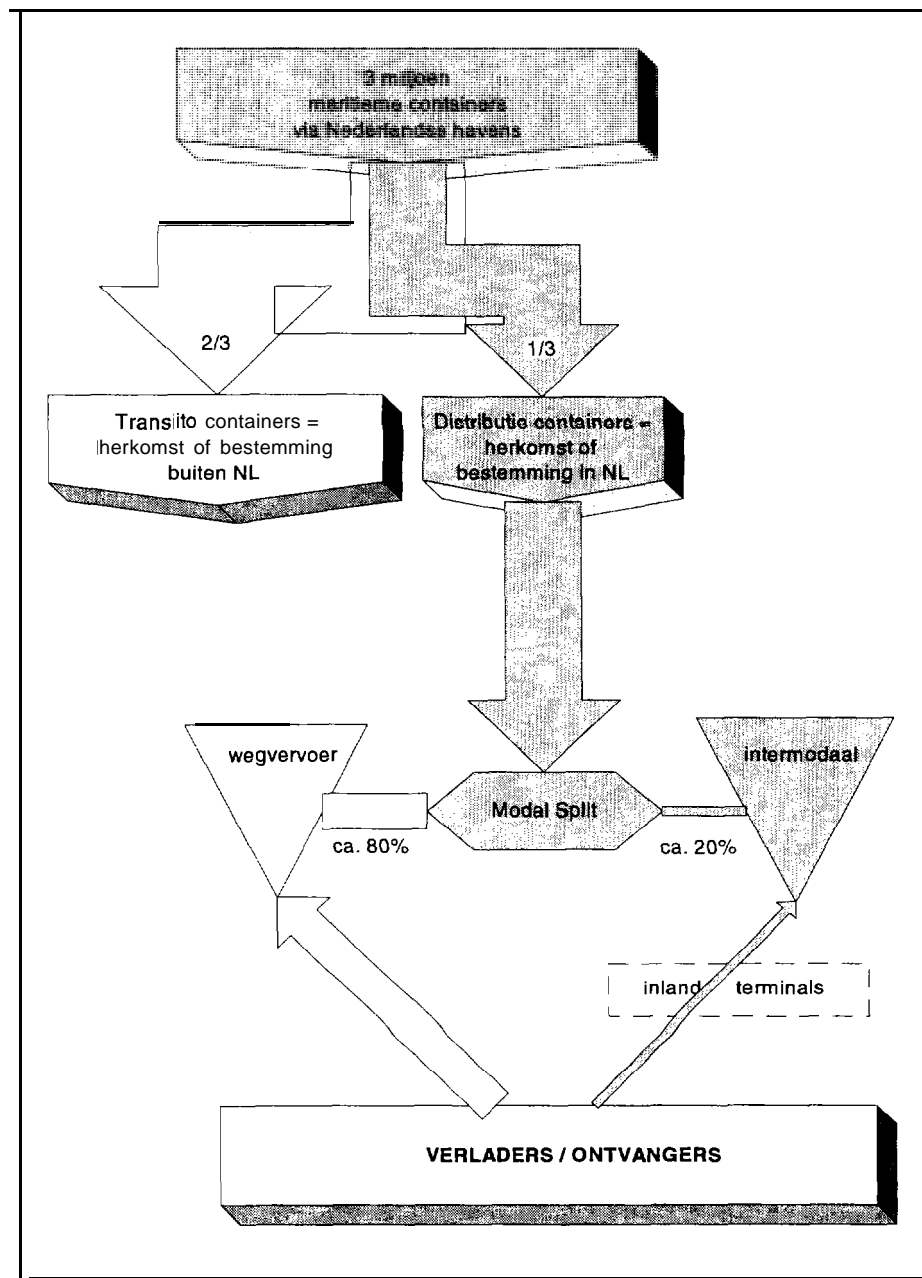 3 miljoen
maritieme containers
via Nederlandse havens
2/3
1/3
Transito containers =
herkomst of bestemming
buiten NL
Distributie containers =
herkomst of
bestemming in NL
wegvervoer
intermodaal
Modal Split
ca. 80%
ca. 20%
inland terminals
VERLADERS / ONTVANGERS